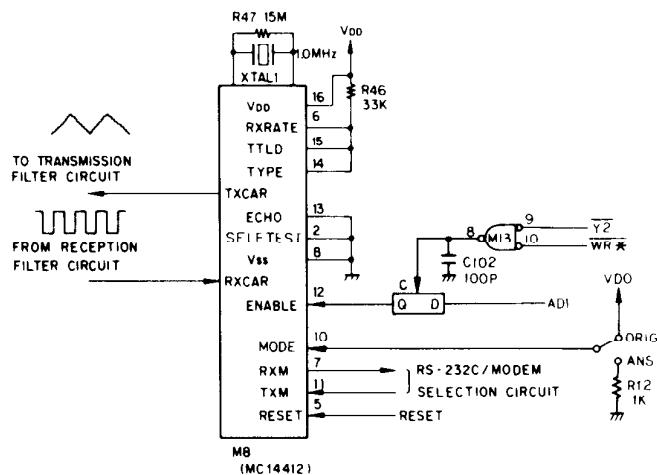 R47 15M
VDD
1.0MHz
XTAL1
16
VDD
R46
33K
6
RXRATE
15
TTLD
14
TYPE
TO TRANSMISSION
FILTER CIRCUIT
TXCAR
13
ECHO
2
SELFTEST
8
VSS
FROM RECEPTION
FILTER CIRCUIT
RXCAR
8
M13
9
Y2
10
WR*
C102
100P
C
Q D
12
ENABLE
AD1
VDD
ORIG
ANS
R12
1K
10
MODE
7
RXM
RS-232C/MODEM
11
TXM
SELECTION CIRCUIT
5
RESET
RESET
M8
(MC14412)